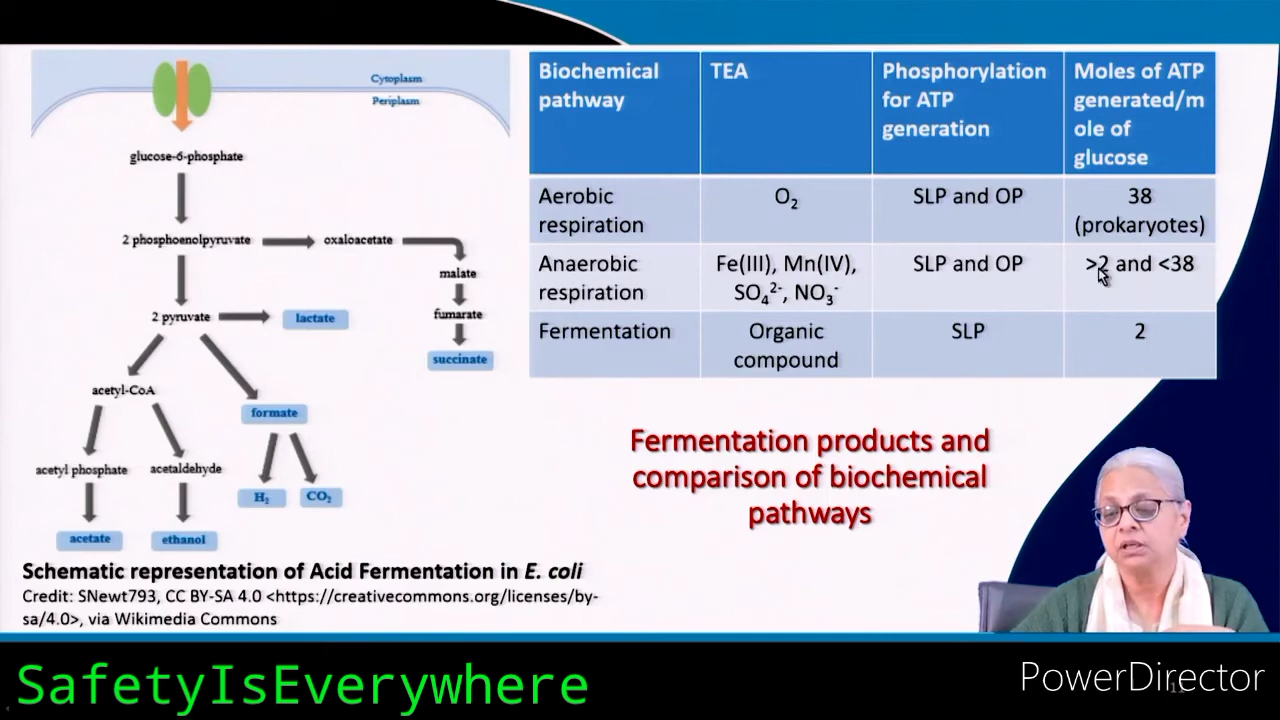 Cytoplasm
Periplasm
glucose-6-phosphate
2 phosphoenolpyruvate
oxaloacetate
malate
2 pyruvate
lactate
fumarate
succinate
acetyl-CoA
formate
acetyl phosphate
acetaldehyde
H₂
CO₂
acetate
ethanol
Schematic representation of Acid Fermentation in E. coli
Credit: SNewt793, CC BY-SA 4.0 <https://creativecommons.org/licenses/by-
sa/4.0>, via Wikimedia Commons
Biochemical
pathway
TEA
Phosphorylation
for ATP
generation
Moles of ATP
generated/m
ole of
glucose
Aerobic
respiration
O₂
SLP and OP
38
(prokaryotes)
Anaerobic
respiration
Fe(III), Mn(IV),
SO₄²⁻, NO₃⁻
SLP and OP
>2 and <38
Fermentation
Organic
compound
SLP
2
Fermentation products and
comparison of biochemical
pathways
SafetyIsEverywhere
PowerDirector